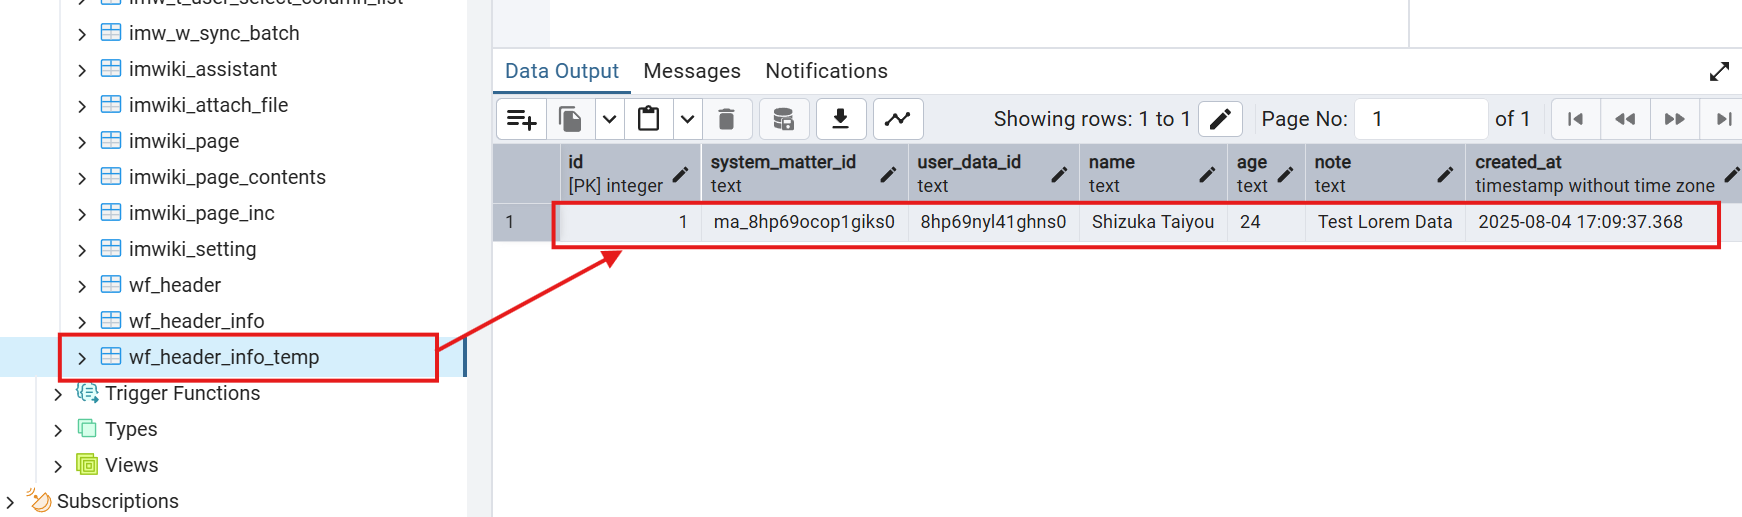 imw_t_user_select_column_list
imw_w_sync_batch
imwiki_assistant
imwiki_attach_file
imwiki_page
imwiki_page_contents
imwiki_page_inc
imwiki_setting
wf_header
wf_header_info
wf_header_info_temp
Trigger Functions
Types
Views
Subscriptions
Data Output Messages Notifications
Showing rows: 1 to 1 Page No: 1 of 1
id system_matter_id user_data_id name age note created_at
[PK] integer text text text text text timestamp without time zone
1 1 ma_8hp69ocop1giks0 8hp69nyl41ghns0 Shizuka Taiyou 24 Test Lorem Data 2025-08-04 17:09:37.368